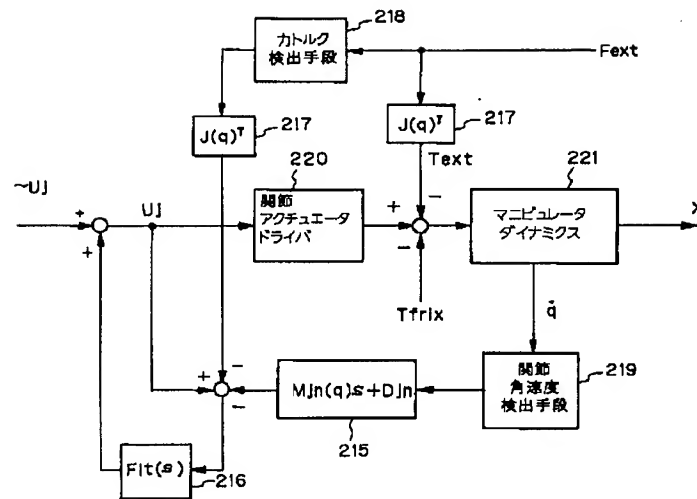 218
力トルク
検出手段
Fext
J(q)ᵀ
217
J(q)ᵀ
217
Text
220
221
~Uj
+
+
Uj
関節
アクチュエータ
ドライバ
+
−
−
マニピュレータ
ダイナミクス
x
Tfrix
q̇
+
−
−
Mjn(q)s+Djn
215
関節
角速度
検出手段
219
Flt(s)
216